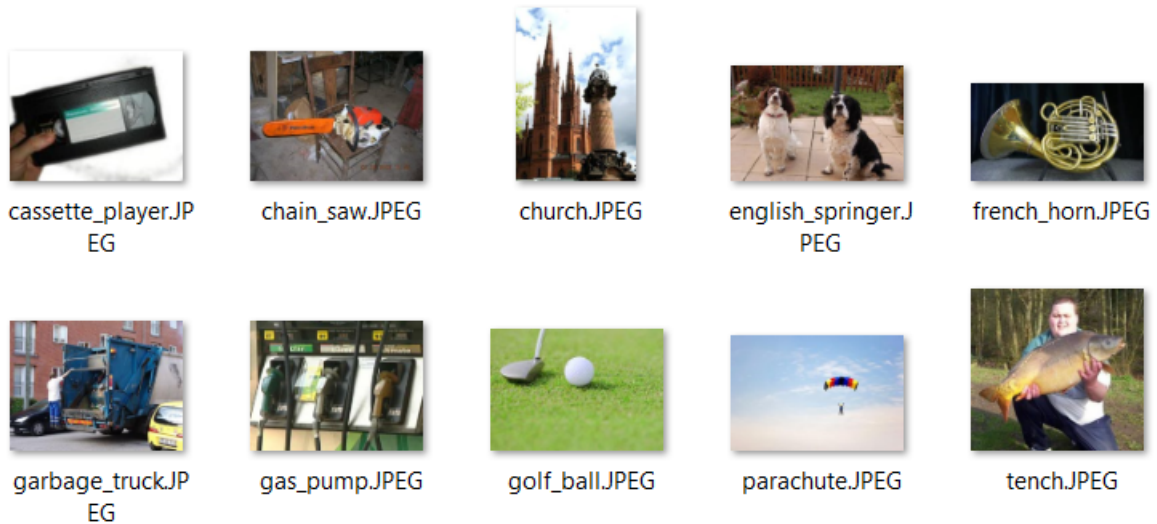 cassette_player.JP
EG
chain_saw.JPEG
church.JPEG
english_springer.J
PEG
french_horn.JPEG
garbage_truck.JP
EG
gas_pump.JPEG
golf_ball.JPEG
parachute.JPEG
tench.JPEG